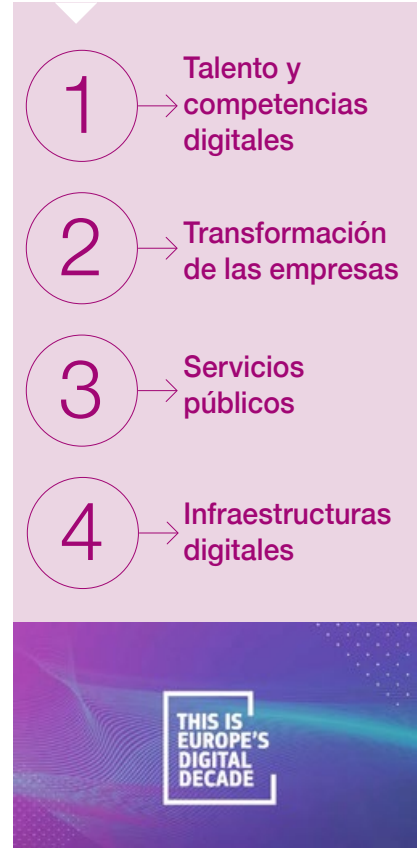 1
Talento y
competencias
digitales
2
Transformación
de las empresas
3
Servicios
públicos
4
Infraestructuras
digitales
THIS IS
EUROPE'S
DIGITAL
DECADE